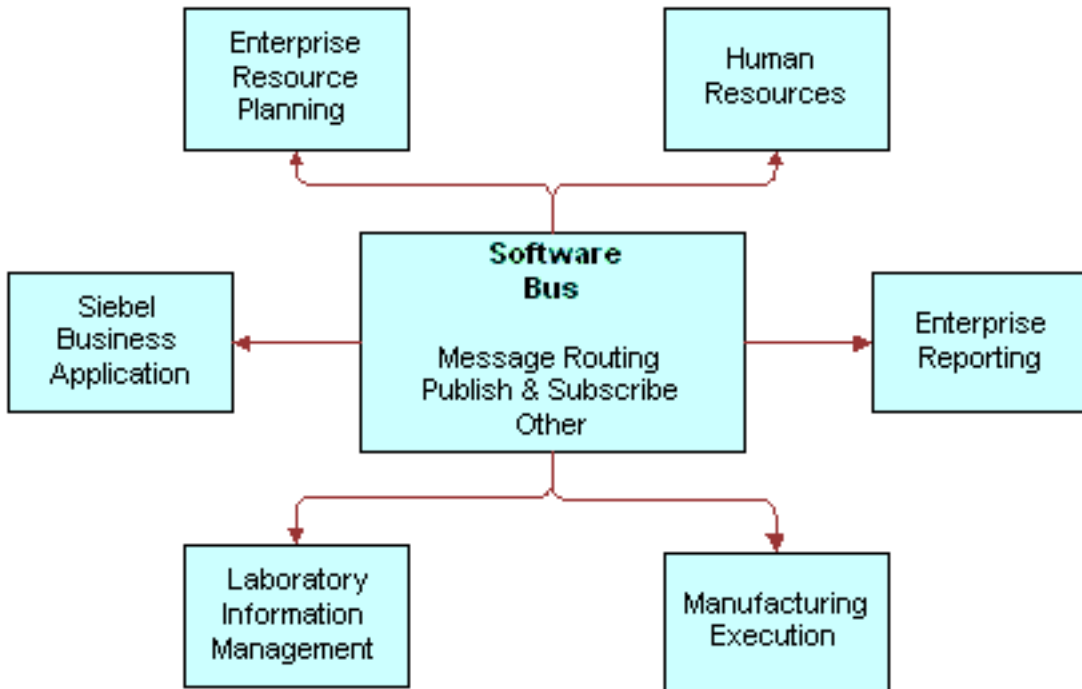 Enterprise
Resource
Planning
Human
Resources
Software
Bus
Message Routing
Publish & Subscribe
Other
Siebel
Business
Application
Enterprise
Reporting
Laboratory
Information
Management
Manufacturing
Execution